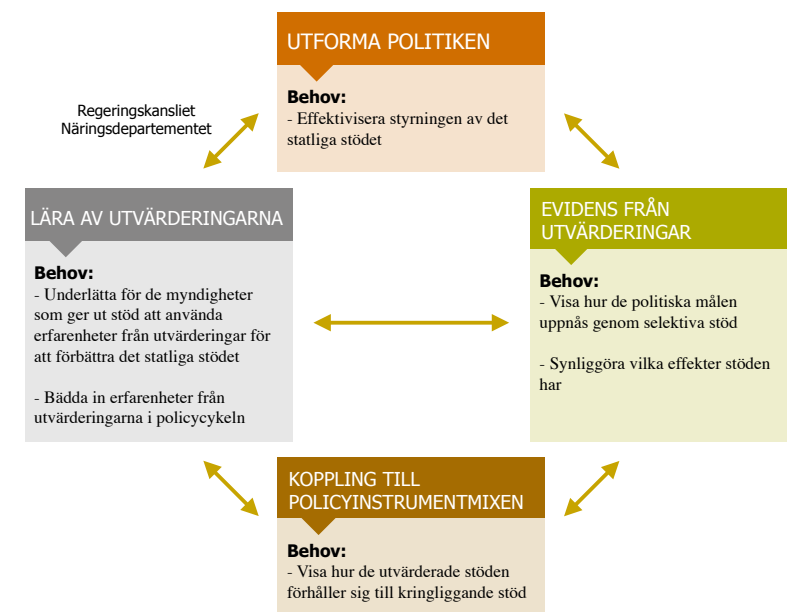 UTFORMA POLITIKEN
Behov:
- Effektivisera styrningen av det
statliga stödet
Regeringskansliet
Näringsdepartementet
LÄRA AV UTVÄRDERINGARNA
Behov:
- Underlätta för de myndigheter
som ger ut stöd att använda
erfarenheter från utvärderingar för
att förbättra det statliga stödet
- Bädda in erfarenheter från
utvärderingarna i policycykeln
EVIDENS FRÅN
UTVÄRDERINGAR
Behov:
- Visa hur de politiska målen
uppnås genom selektiva stöd
- Synliggöra vilka effekter stöden
har
KOPPLING TILL
POLICYINSTRUMENTMIXEN
Behov:
- Visa hur de utvärderade stöden
förhåller sig till kringliggande stöd